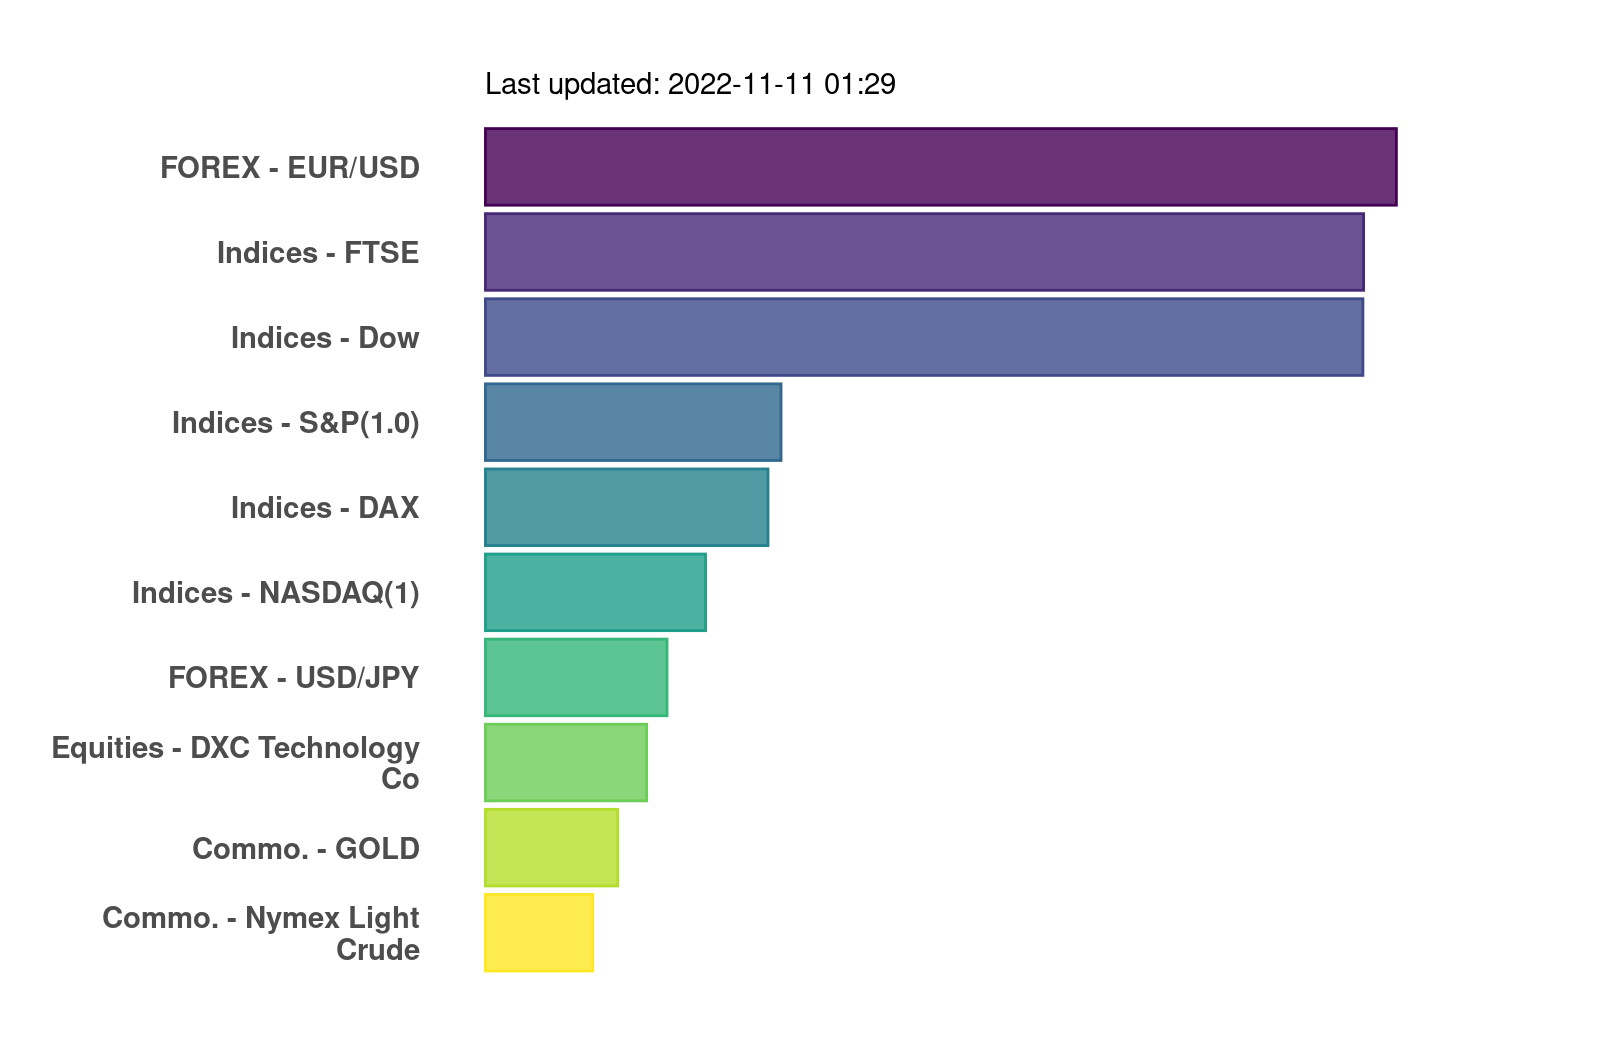 Last updated: 2022-11-11 01:29
FOREX - EUR/USD
Indices - FTSE
Indices - Dow
Indices - S&P(1.0)
Indices - DAX
Indices - NASDAQ(1)
FOREX - USD/JPY
Equities - DXC Technology
Co
Commo. - GOLD
Commo. - Nymex Light
Crude